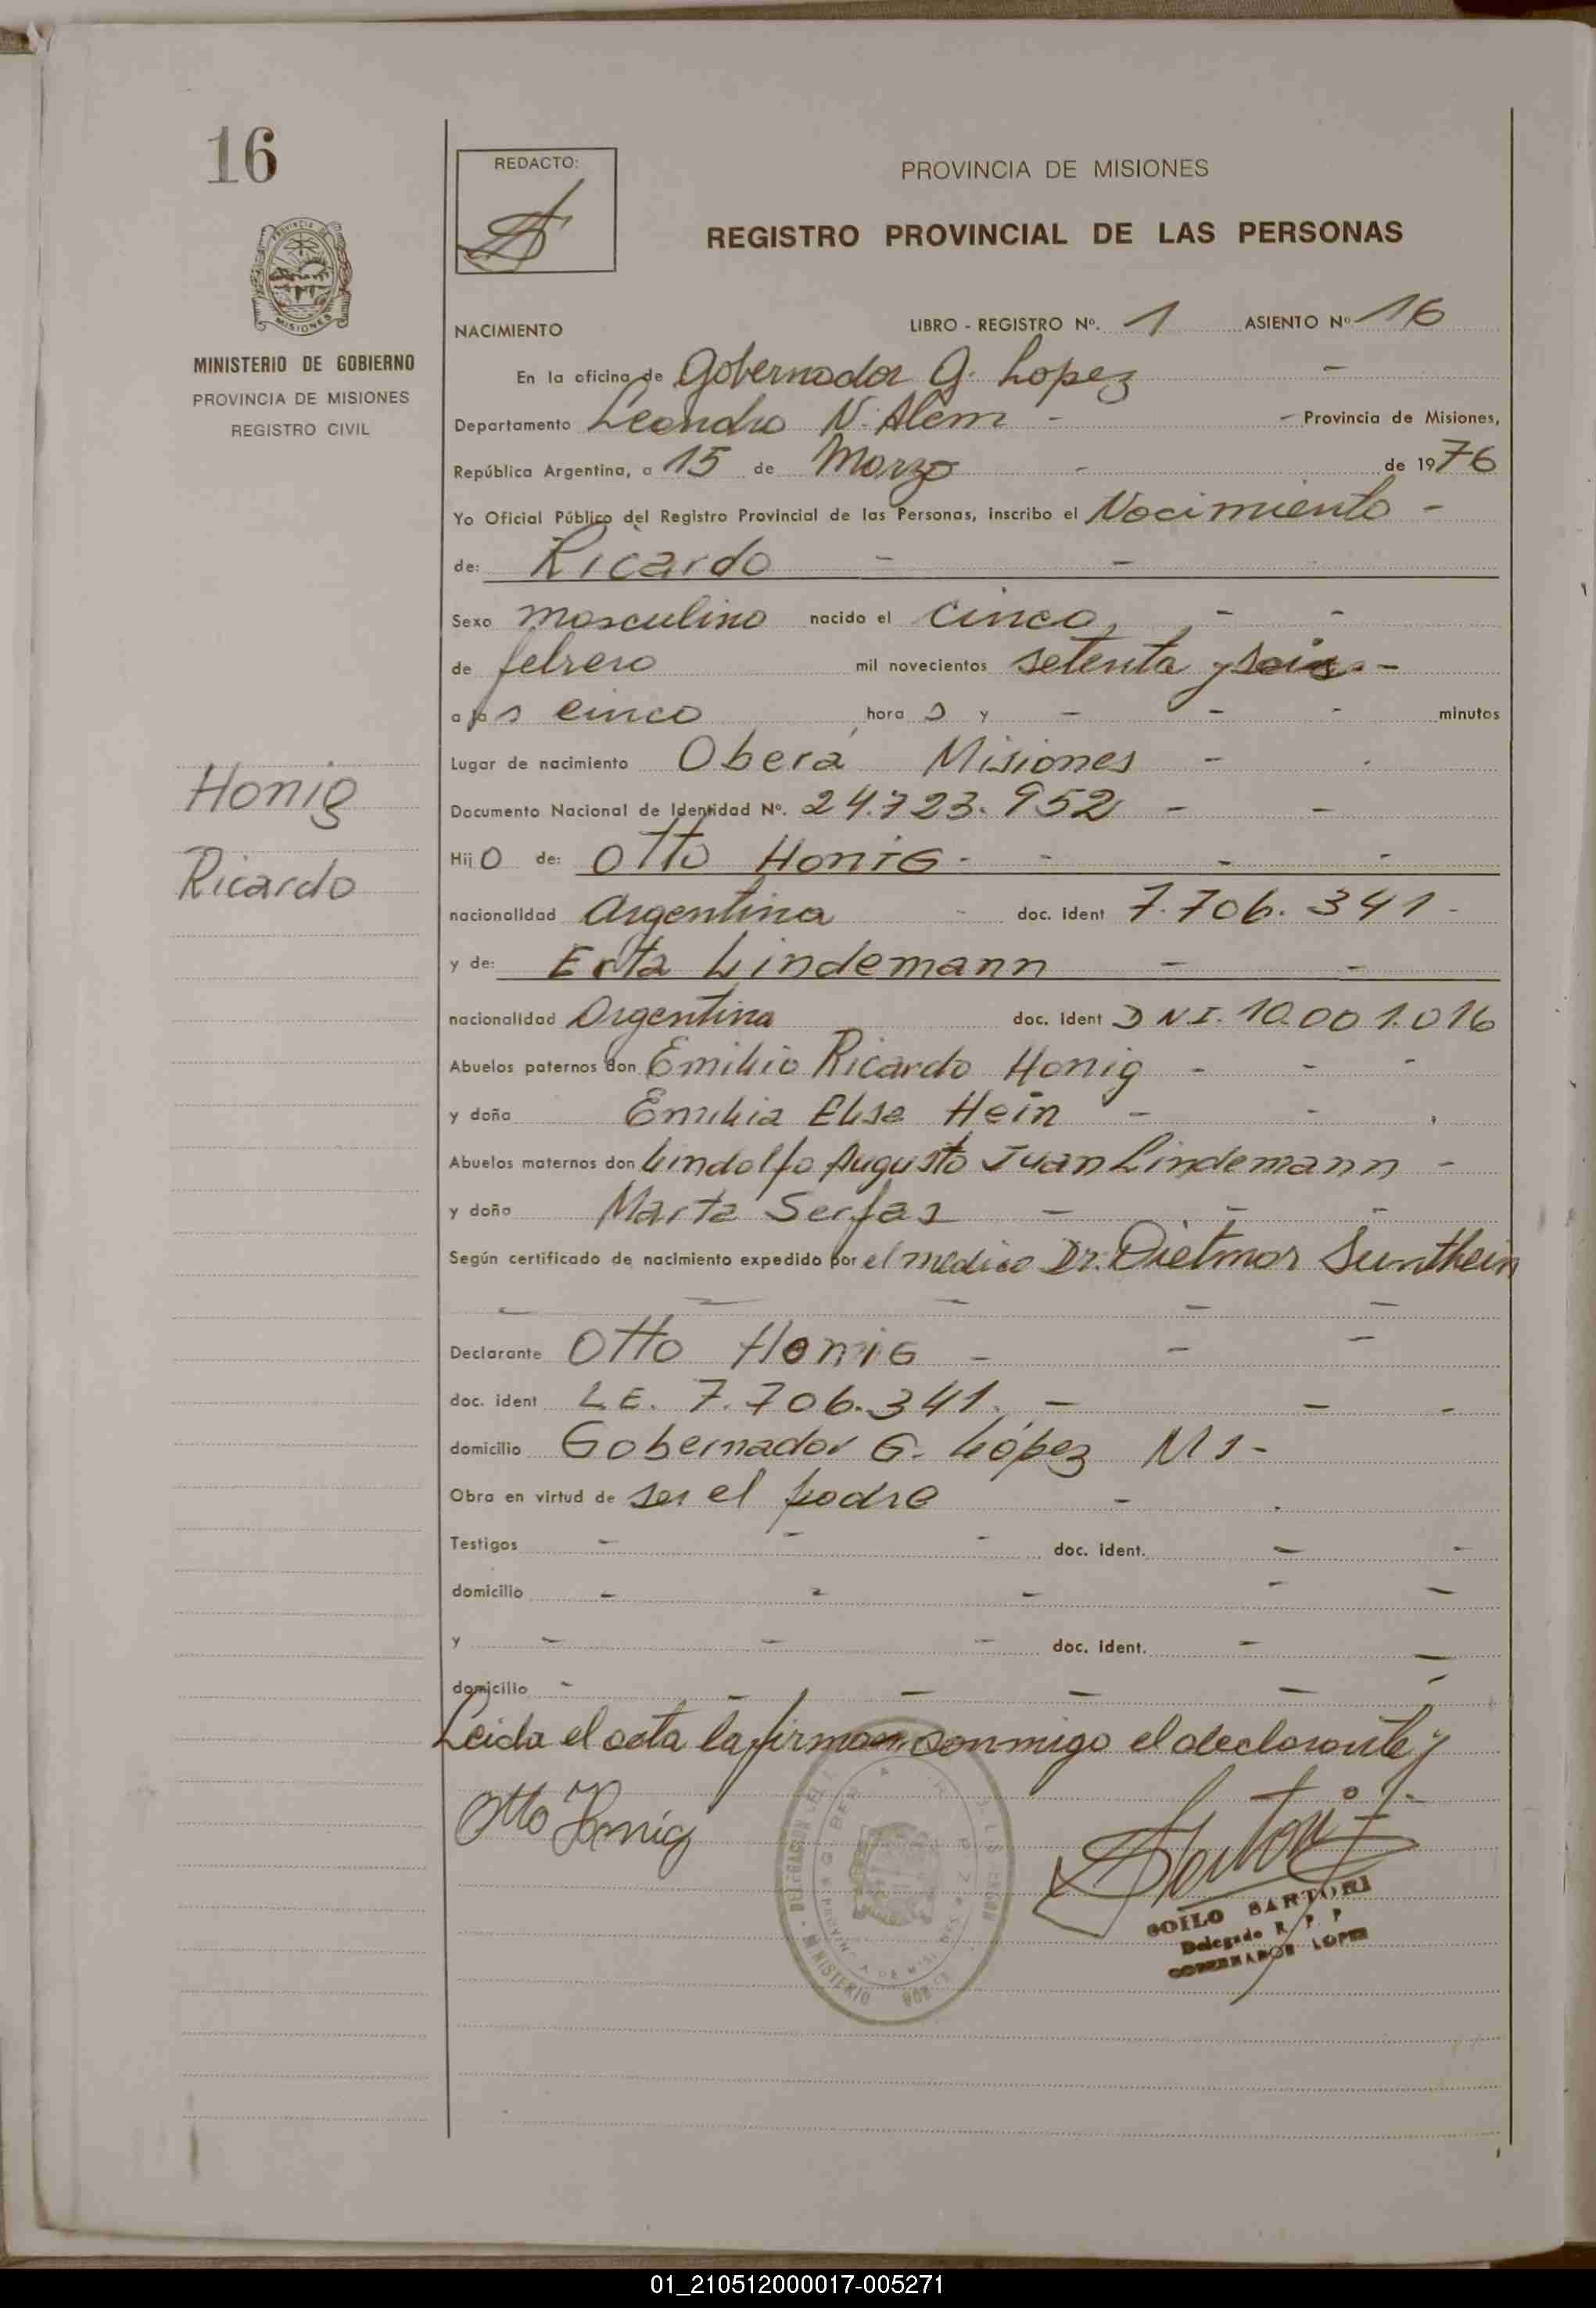 16
REDACTO:
PROVINCIA DE MISIONES
REGISTRO PROVINCIAL DE LAS PERSONAS
MISIONES
MINISTERIO DE GOBIERNO
PROVINCIA DE MISIONES
REGISTRO CIVIL
NACIMIENTO LIBRO - REGISTRO Nº. 1 ASIENTO Nº 16
En la oficina de Gobernador G. Lopez -
Departamento Leandro N. Alem - - Provincia de Misiones,
República Argentina, a 15 de Marzo - de 1976
Yo Oficial Público del Registro Provincial de las Personas, inscribo el Nacimiento -
de: Ricardo - -
Sexo masculino nacido el cinco, - -
de febrero mil novecientos setenta y seis. -
a las cinco hora s y - - - minutos
Lugar de nacimiento Oberá Misiones -
Honig
Documento Nacional de Identidad Nº. 24.723.952 - -
Hijo de: Otto Honig - - - -
Ricardo
nacionalidad Argentina - doc. ident 7.706.341 -
y de: Erta Lindemann - -
nacionalidad Argentina doc. ident DNI. 10.001.016
Abuelos paternos don Emilio Ricardo Honig - - -
y doña Emilia Elisa Hein - -
Abuelos maternos don Lindolfo Augusto Juan Lindemann -
y doña Marta Serfas - - -
Según certificado de nacimiento expedido por el medico Dr. Dietmar Sunthein
- - - - -
Declarante Otto Honig - - -
doc. ident L.E. 7.706.341. - - -
domicilio Gobernador G. López Ms -
Obra en virtud de ser el padre -
Testigos - - - doc. ident. - -
domicilio - - - - -
y - - - doc. ident. - -
domicilio - - - - - -
Leida el acta la firman conmigo el declarante y
Otto Honig
SOILO SARTORI
Delegado R. P. P
GOBERNADOR LOPEZ
MINISTERIO
01_210512000017-005271